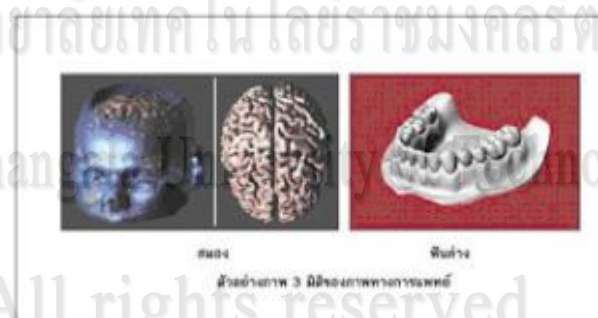 ยาลัยเทคโนโลยีราชมงคลรัต
สมอง
ฟันล่าง
ตัวอย่างภาพ 3 มิติของภาพทางการแพทย์
All rights reserved